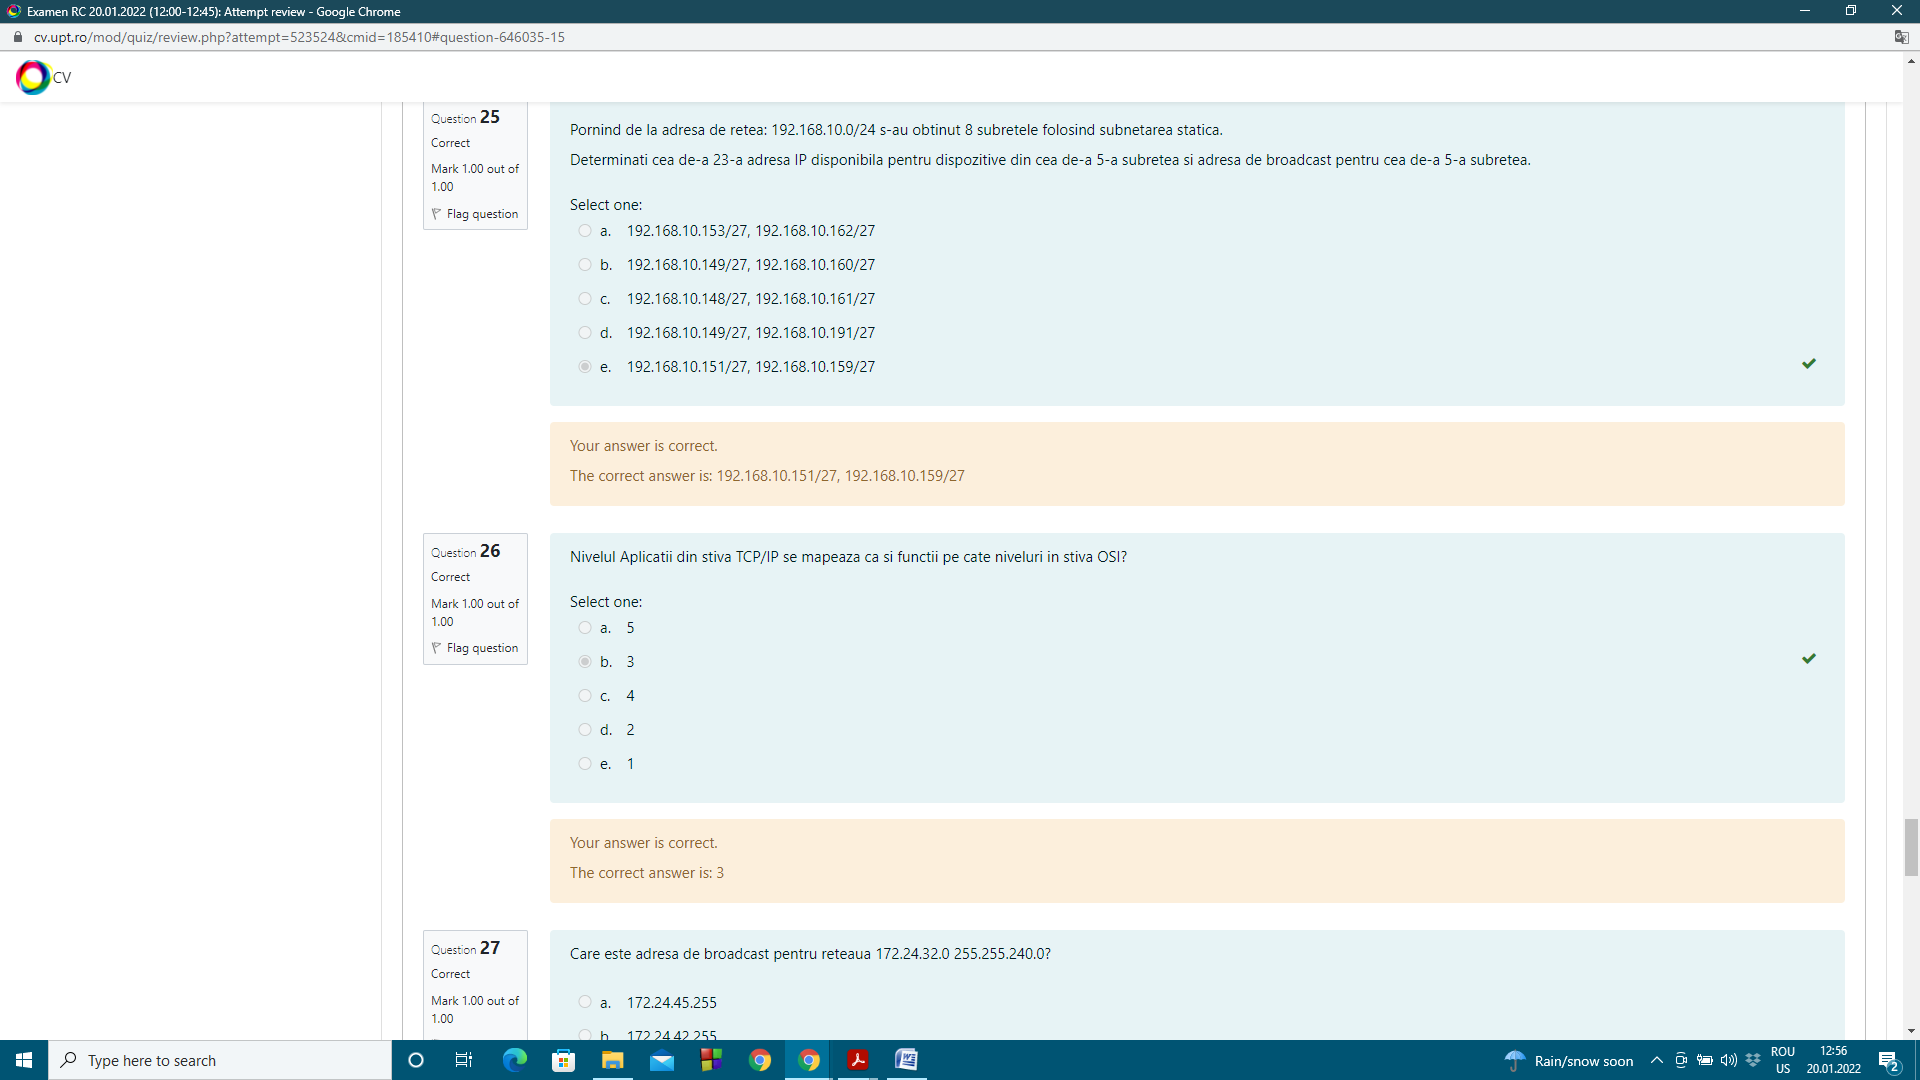 Examen RC 20.01.2022 (12:00-12:45): Attempt review - Google Chrome
cv.upt.ro/mod/quiz/review.php?attempt=523524&cmid=185410#question-646035-15
CV
Question 25
Correct
Mark 1.00 out of
1.00
Flag question
Pornind de la adresa de retea: 192.168.10.0/24 s-au obtinut 8 subretele folosind subnetarea statica.
Determinati cea de-a 23-a adresa IP disponibila pentru dispozitive din cea de-a 5-a subretea si adresa de broadcast pentru cea de-a 5-a subretea.
Select one:
a. 192.168.10.153/27, 192.168.10.162/27
b. 192.168.10.149/27, 192.168.10.160/27
c. 192.168.10.148/27, 192.168.10.161/27
d. 192.168.10.149/27, 192.168.10.191/27
e. 192.168.10.151/27, 192.168.10.159/27
Your answer is correct.
The correct answer is: 192.168.10.151/27, 192.168.10.159/27
Question 26
Correct
Mark 1.00 out of
1.00
Flag question
Nivelul Aplicatii din stiva TCP/IP se mapeaza ca si functii pe cate niveluri in stiva OSI?
Select one:
a. 5
b. 3
c. 4
d. 2
e. 1
Your answer is correct.
The correct answer is: 3
Question 27
Correct
Mark 1.00 out of
1.00
Care este adresa de broadcast pentru reteaua 172.24.32.0 255.255.240.0?
a. 172.24.45.255
b. 172.24.42.255
Type here to search
Rain/snow soon
ROU
US
12:56
20.01.2022
2